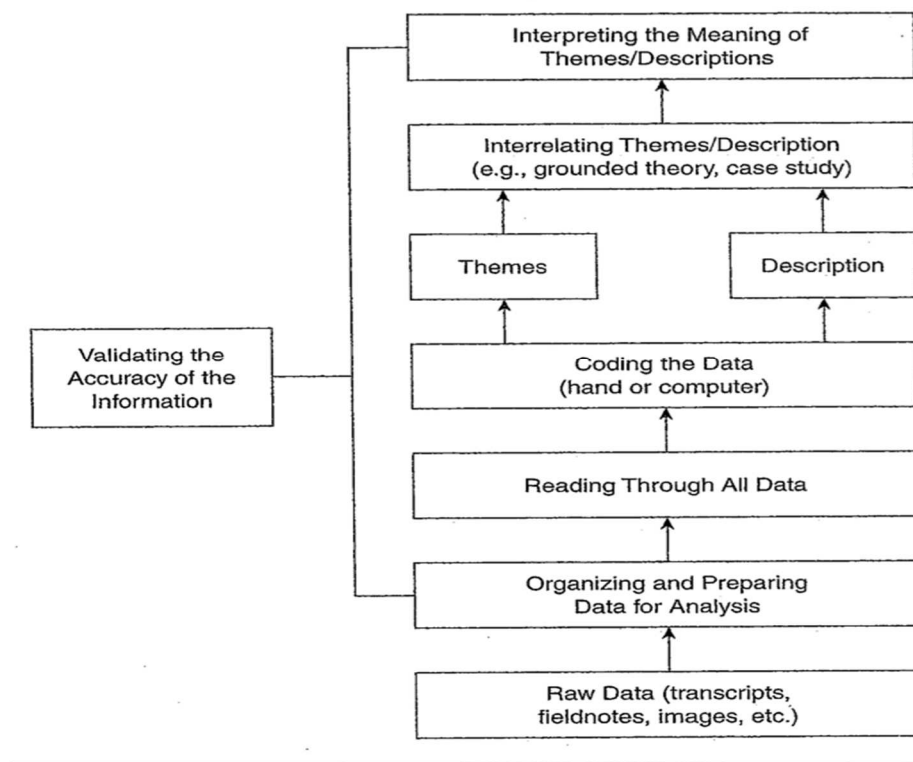 Interpreting the Meaning of
Themes/Descriptions
Interrelating Themes/Description
(e.g., grounded theory, case study)
Themes
Description
Validating the
Accuracy of the
Information
Coding the Data
(hand or computer)
Reading Through All Data
Organizing and Preparing
Data for Analysis
Raw Data (transcripts,
fieldnotes, images, etc.)